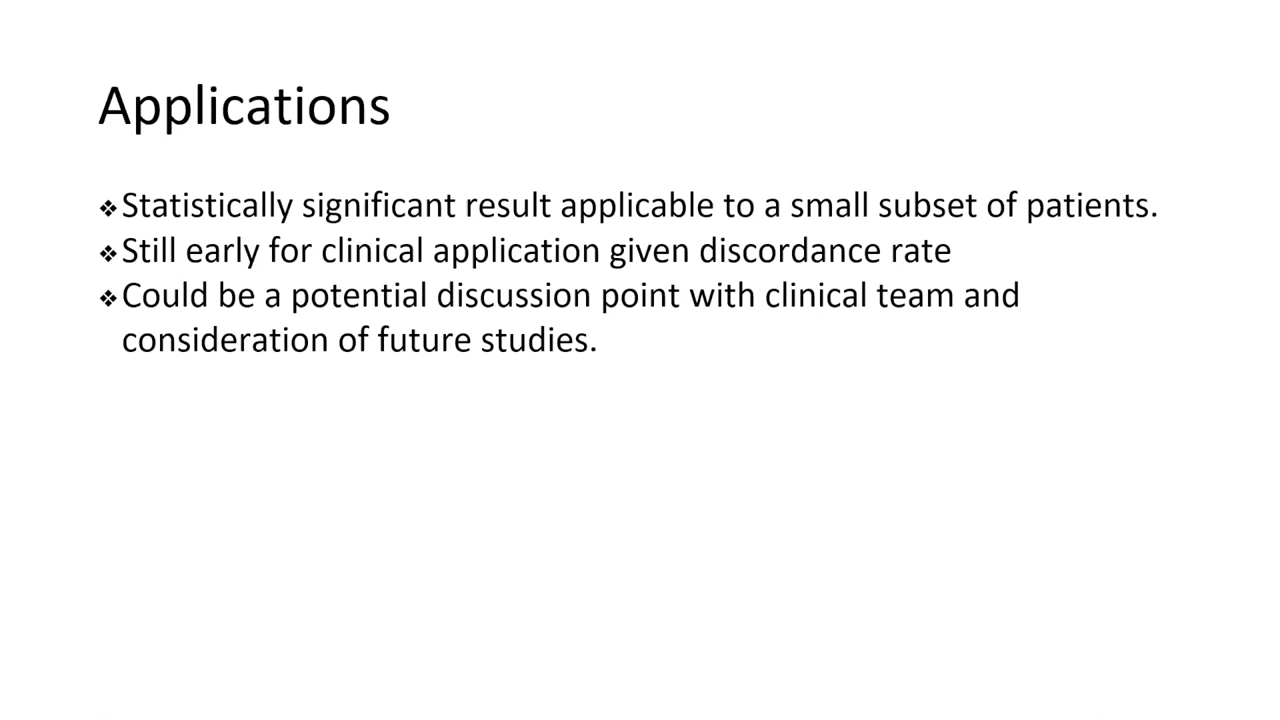 Applications
❖Statistically significant result applicable to a small subset of patients.
❖Still early for clinical application given discordance rate
❖Could be a potential discussion point with clinical team and
consideration of future studies.